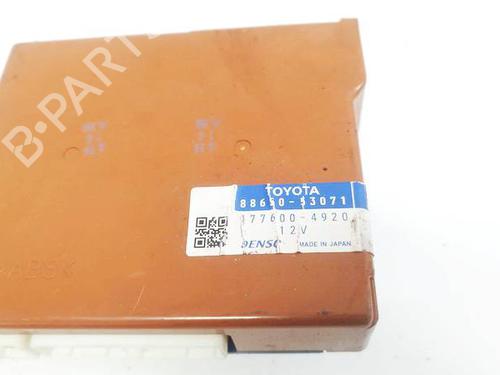 B-PARTS
TOYOTA
88650-53071
177600-4920
12V
DENSO MADE IN JAPAN